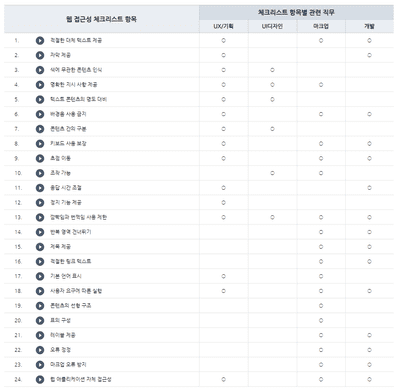 웹 접근성 체크리스트 항목
체크리스트 항목별 관련 직무
UX/기획 UI디자인 마크업 개발
1. 적절한 대체 텍스트 제공 ○ ○ ○
2. 자막 제공 ○ ○
3. 색에 무관한 콘텐츠 인식 ○ ○
4. 명확한 지시 사항 제공 ○ ○ ○
5. 텍스트 콘텐츠의 명도 대비 ○ ○
6. 배경음 사용 금지 ○ ○ ○
7. 콘텐츠 간의 구분 ○ ○
8. 키보드 사용 보장 ○ ○ ○
9. 초점 이동 ○ ○ ○
10. 조작 가능 ○ ○
11. 응답 시간 조절 ○ ○
12. 정지 기능 제공 ○
13. 깜빡임과 번쩍임 사용 제한 ○ ○ ○ ○
14. 반복 영역 건너뛰기 ○ ○
15. 제목 제공 ○ ○
16. 적절한 링크 텍스트 ○ ○
17. 기본 언어 표시 ○ ○
18. 사용자 요구에 따른 실행 ○ ○ ○
19. 콘텐츠의 선형 구조 ○
20. 표의 구성 ○
21. 레이블 제공 ○ ○
22. 오류 정정 ○ ○
23. 마크업 오류 방지 ○ ○
24. 웹 애플리케이션 자체 접근성 ○ ○ ○